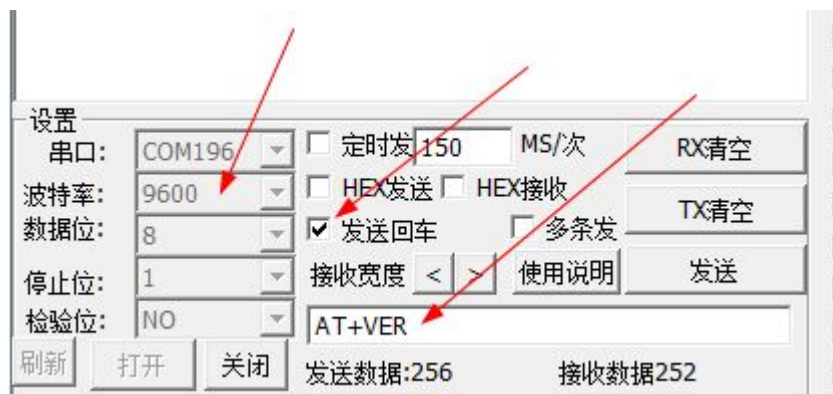 设置
串口: COM196 定时发 150 MS/次 RX清空
波特率: 9600 HEX发送 HEX接收
数据位: 8 发送回车 多条发 TX清空
停止位: 1 接收宽度 < > 使用说明 发送
检验位: NO AT+VER
刷新 打开 关闭 发送数据:256 接收数据252